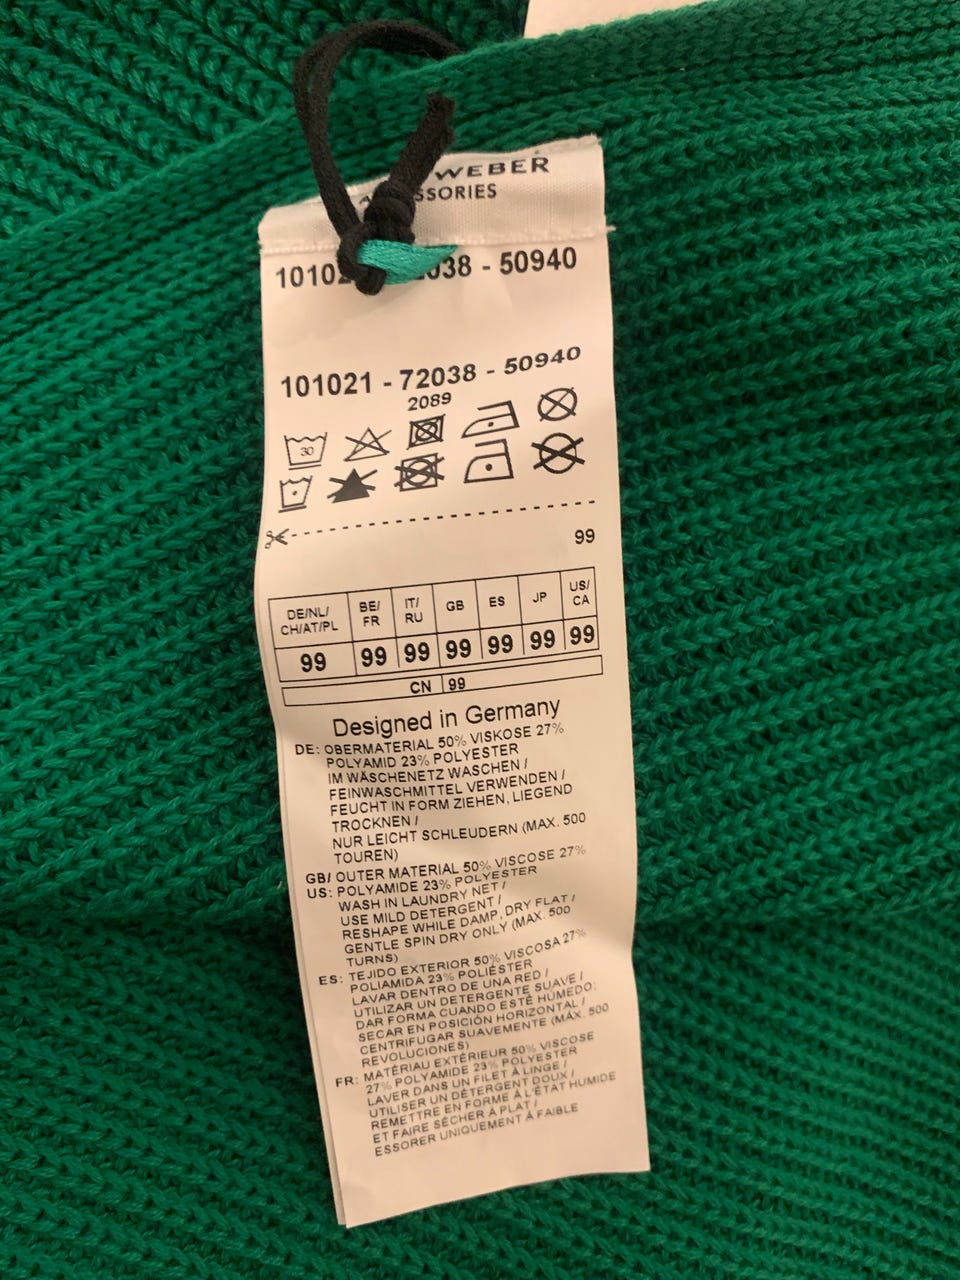 WEBER
101021 - 72038 - 50940
2089
30
99
DE/NL/ CH/AT/PL BE/ FR IT/ RU GB ES JP US/ CA
99 99 99 99 99 99 99
CN 99
Designed in Germany
DE: OBERMATERIAL 50% VISKOSE 27%
POLYAMID 23% POLYESTER
IM WÄSCHENETZ WASCHEN /
FEINWASCHMITTEL VERWENDEN /
FEUCHT IN FORM ZIEHEN, LIEGEND
TROCKNEN /
NUR LEICHT SCHLEUDERN (MAX. 500
TOUREN)
GB/ OUTER MATERIAL 50% VISCOSE 27%
US: POLYAMIDE 23% POLYESTER
WASH IN LAUNDRY NET /
USE MILD DETERGENT /
RESHAPE WHILE DAMP, DRY FLAT /
GENTLE SPIN DRY ONLY (MAX. 500
TURNS)
ES: TEJIDO EXTERIOR 50% VISCOSA 27%
POLIAMIDA 23% POLIÉSTER
LAVAR DENTRO DE UNA RED /
UTILIZAR UN DETERGENTE SUAVE /
DAR FORMA CUANDO ESTÉ HÚMEDO;
SECAR EN POSICIÓN HORIZONTAL /
CENTRIFUGAR SUAVEMENTE (MÁX. 500
REVOLUCIONES)
FR: MATÉRIAU EXTÉRIEUR 50% VISCOSE
27% POLYAMIDE 23% POLYESTER
LAVER DANS UN FILET À LINGE /
UTILISER UN DÉTERGENT DOUX /
REMETTRE EN FORME À L'ÉTAT HUMIDE
ET FAIRE SÉCHER À PLAT /
ESSORER UNIQUEMENT À FAIBLE